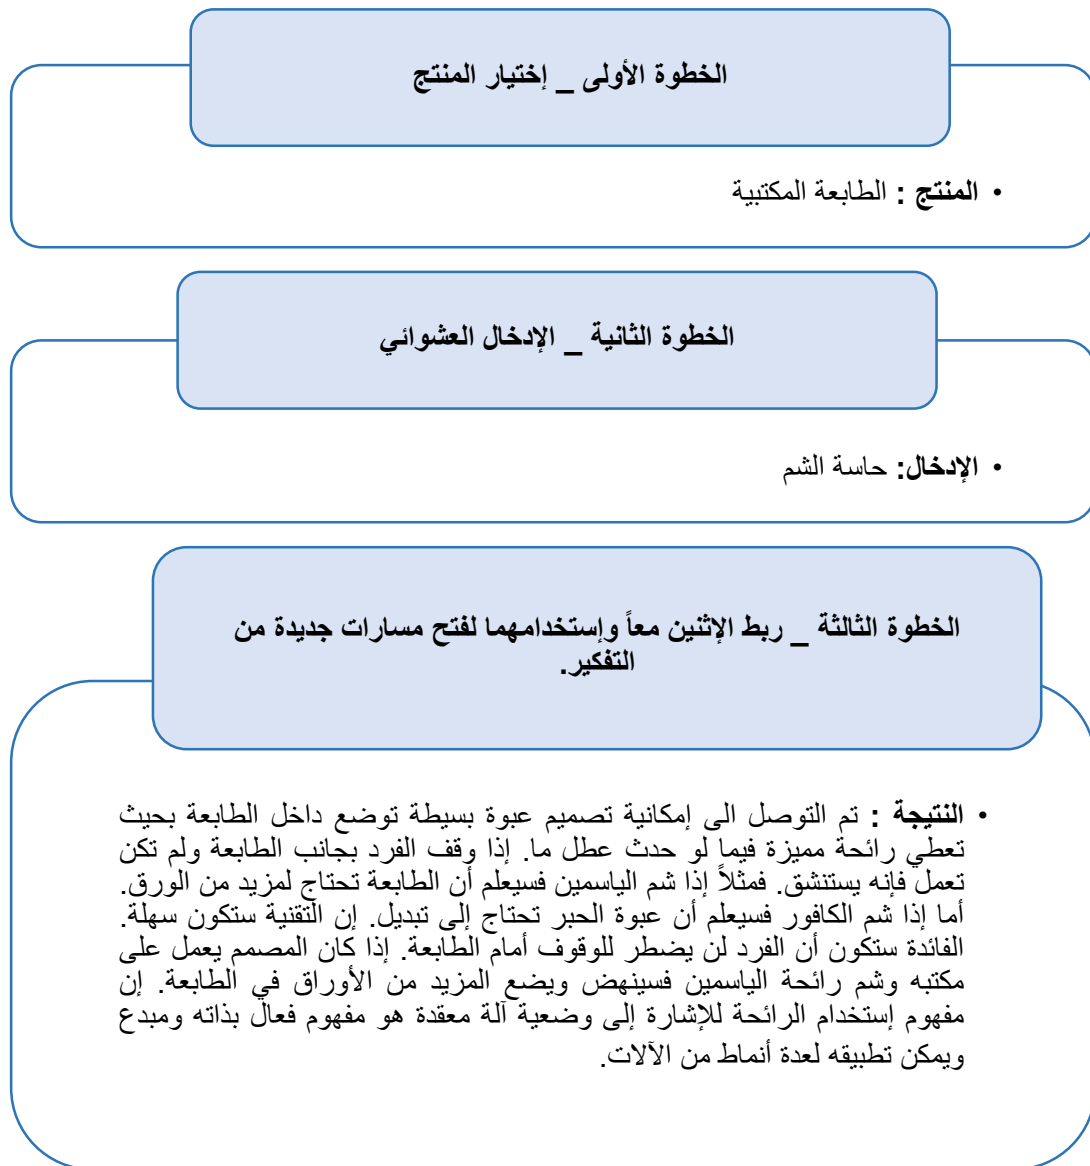 الخطوة الأولى _ إختيار المنتج
• المنتج : الطابعة المكتبية
الخطوة الثانية _ الإدخال العشوائي
• الإدخال: حاسة الشم
الخطوة الثالثة _ ربط الإثنين معاً وإستخدامهما لفتح مسارات جديدة من
التفكير.
• النتيجة : تم التوصل الى إمكانية تصميم عبوة بسيطة توضع داخل الطابعة بحيث
تعطي رائحة مميزة فيما لو حدث عطل ما. إذا وقف الفرد بجانب الطابعة ولم تكن
تعمل فإنه يستنشق. فمثلاً إذا شم الياسمين فسيعلم أن الطابعة تحتاج لمزيد من الورق.
أما إذا شم الكافور فسيعلم أن عبوة الحبر تحتاج إلى تبديل. إن التقنية ستكون سهلة.
الفائدة ستكون أن الفرد لن يضطر للوقوف أمام الطابعة. إذا كان المصمم يعمل على
مكتبه وشم رائحة الياسمين فسينهض ويضع المزيد من الأوراق في الطابعة. إن
مفهوم إستخدام الرائحة للإشارة إلى وضعية آلة معقدة هو مفهوم فعال بذاته ومبدع
ويمكن تطبيقه لعدة أنماط من الآلات.